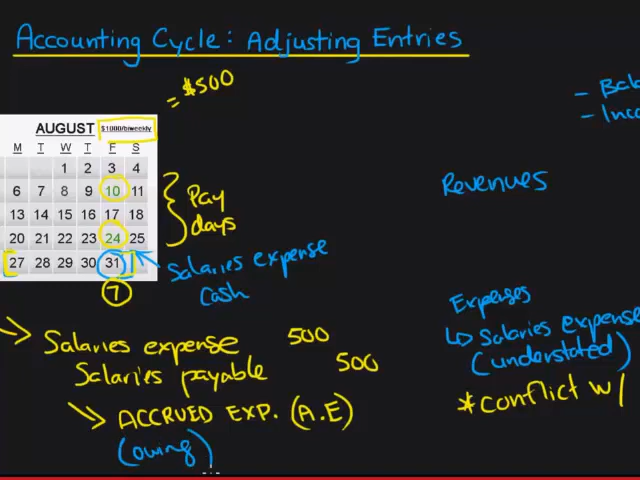 Accounting Cycle: Adjusting Entries
= $500
- Bal
- Inco
AUGUST $1000/biweekly
M T W T F S
1 2 3 4
6 7 8 9 10 11
13 14 15 16 17 18
20 21 22 23 24 25
27 28 29 30 31
7
Pay
days
Salaries expense
Cash
Revenues
Salaries expense 500
Salaries payable 500
ACCRUED EXP. (A.E)
(owing)
Expenses
Salaries expense
(understated)
*conflict w/